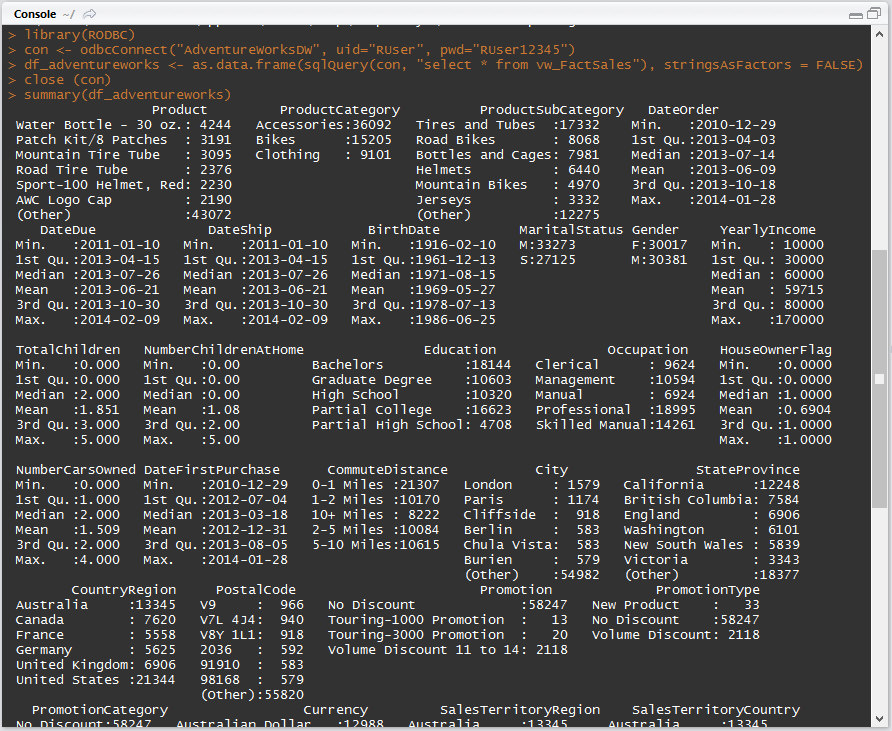 Console ~/
> library(RODBC)
> con <- odbcConnect("AdventureWorksDW", uid="RUser", pwd="RUser12345")
> df_adventureworks <- as.data.frame(sqlQuery(con, "select * from vw_FactSales"), stringsAsFactors = FALSE)
> close (con)
> summary(df_adventureworks)
Product ProductCategory ProductSubCategory DateOrder
Water Bottle - 30 oz.: 4244 Accessories:36092 Tires and Tubes :17332 Min. :2010-12-29
Patch Kit/8 Patches : 3191 Bikes :15205 Road Bikes : 8068 1st Qu.:2013-04-03
Mountain Tire Tube : 3095 Clothing : 9101 Bottles and Cages: 7981 Median :2013-07-14
Road Tire Tube : 2376 Helmets : 6440 Mean :2013-06-09
Sport-100 Helmet, Red: 2230 Mountain Bikes : 4970 3rd Qu.:2013-10-18
AWC Logo Cap : 2190 Jerseys : 3332 Max. :2014-01-28
(Other) :43072 (Other) :12275
DateDue DateShip BirthDate MaritalStatus Gender YearlyIncome
Min. :2011-01-10 Min. :2011-01-10 Min. :1916-02-10 M:33273 F:30017 Min. : 10000
1st Qu.:2013-04-15 1st Qu.:2013-04-15 1st Qu.:1961-12-13 S:27125 M:30381 1st Qu.: 30000
Median :2013-07-26 Median :2013-07-26 Median :1971-08-15 Median : 60000
Mean :2013-06-21 Mean :2013-06-21 Mean :1969-05-27 Mean : 59715
3rd Qu.:2013-10-30 3rd Qu.:2013-10-30 3rd Qu.:1978-07-13 3rd Qu.: 80000
Max. :2014-02-09 Max. :2014-02-09 Max. :1986-06-25 Max. :170000
TotalChildren NumberChildrenAtHome Education Occupation HouseOwnerFlag
Min. :0.000 Min. :0.00 Bachelors :18144 Clerical : 9624 Min. :0.0000
1st Qu.:0.000 1st Qu.:0.00 Graduate Degree :10603 Management :10594 1st Qu.:0.0000
Median :2.000 Median :0.00 High School :10320 Manual : 6924 Median :1.0000
Mean :1.851 Mean :1.08 Partial College :16623 Professional :18995 Mean :0.6904
3rd Qu.:3.000 3rd Qu.:2.00 Partial High School: 4708 Skilled Manual:14261 3rd Qu.:1.0000
Max. :5.000 Max. :5.00 Max. :1.0000
NumberCarsOwned DateFirstPurchase CommuteDistance City StateProvince
Min. :0.000 Min. :2010-12-29 0-1 Miles :21307 London : 1579 California :12248
1st Qu.:1.000 1st Qu.:2012-07-04 1-2 Miles :10170 Paris : 1174 British Columbia: 7584
Median :2.000 Median :2013-03-18 10+ Miles : 8222 Cliffside : 918 England : 6906
Mean :1.509 Mean :2012-12-31 2-5 Miles :10084 Berlin : 583 Washington : 6101
3rd Qu.:2.000 3rd Qu.:2013-08-05 5-10 Miles:10615 Chula Vista: 583 New South Wales : 5839
Max. :4.000 Max. :2014-01-28 Burien : 579 Victoria : 3343
(Other) :54982 (Other) :18377
CountryRegion PostalCode Promotion PromotionType
Australia :13345 V9 : 966 No Discount :58247 New Product : 33
Canada : 7620 V7L 4J4: 940 Touring-1000 Promotion : 13 No Discount :58247
France : 5558 V8Y 1L1: 918 Touring-3000 Promotion : 20 Volume Discount: 2118
Germany : 5625 2036 : 592 Volume Discount 11 to 14: 2118
United Kingdom: 6906 91910 : 583
United States :21344 98168 : 579
(Other):55820
PromotionCategory Currency SalesTerritoryRegion SalesTerritoryCountry
No Discount:58247 Australian Dollar :12988 Australia :13345 Australia :13345